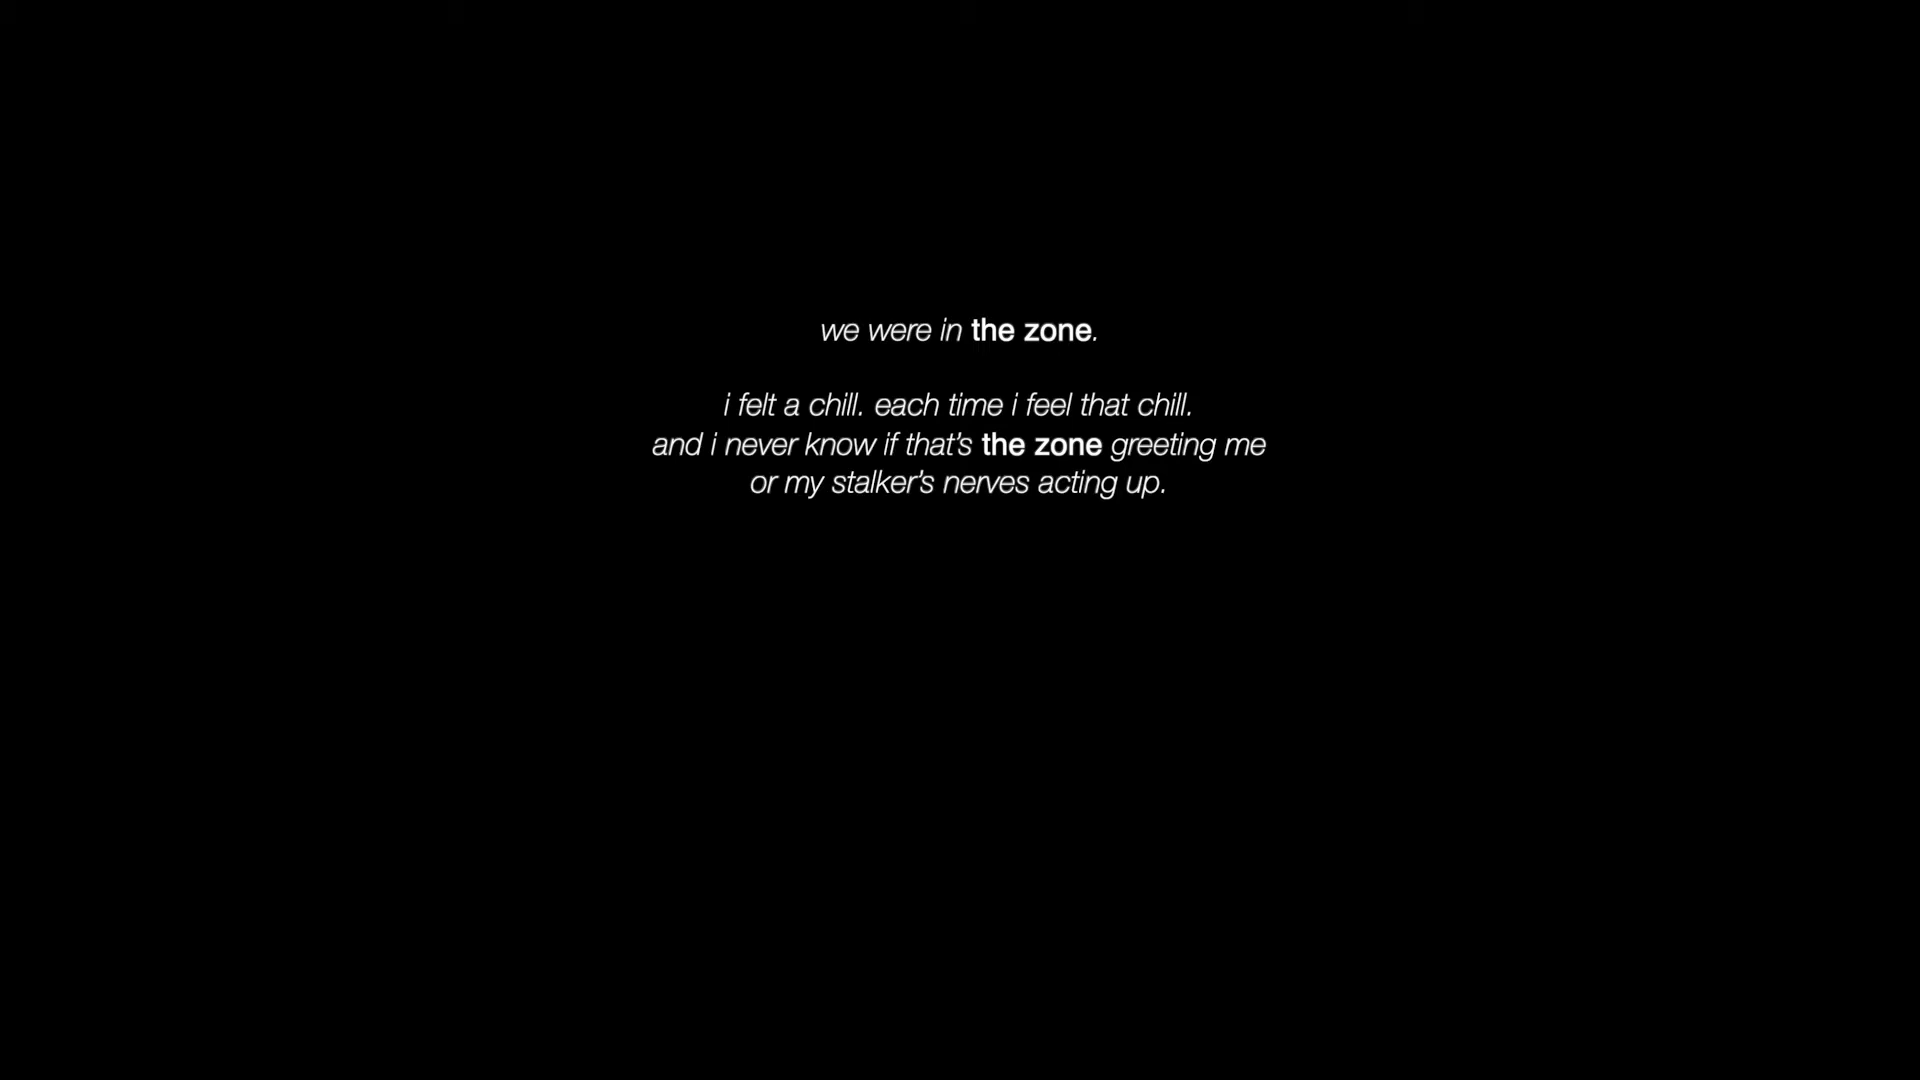 we were in the zone.
i felt a chill. each time i feel that chill.
and i never know if that’s the zone greeting me
or my stalker’s nerves acting up.